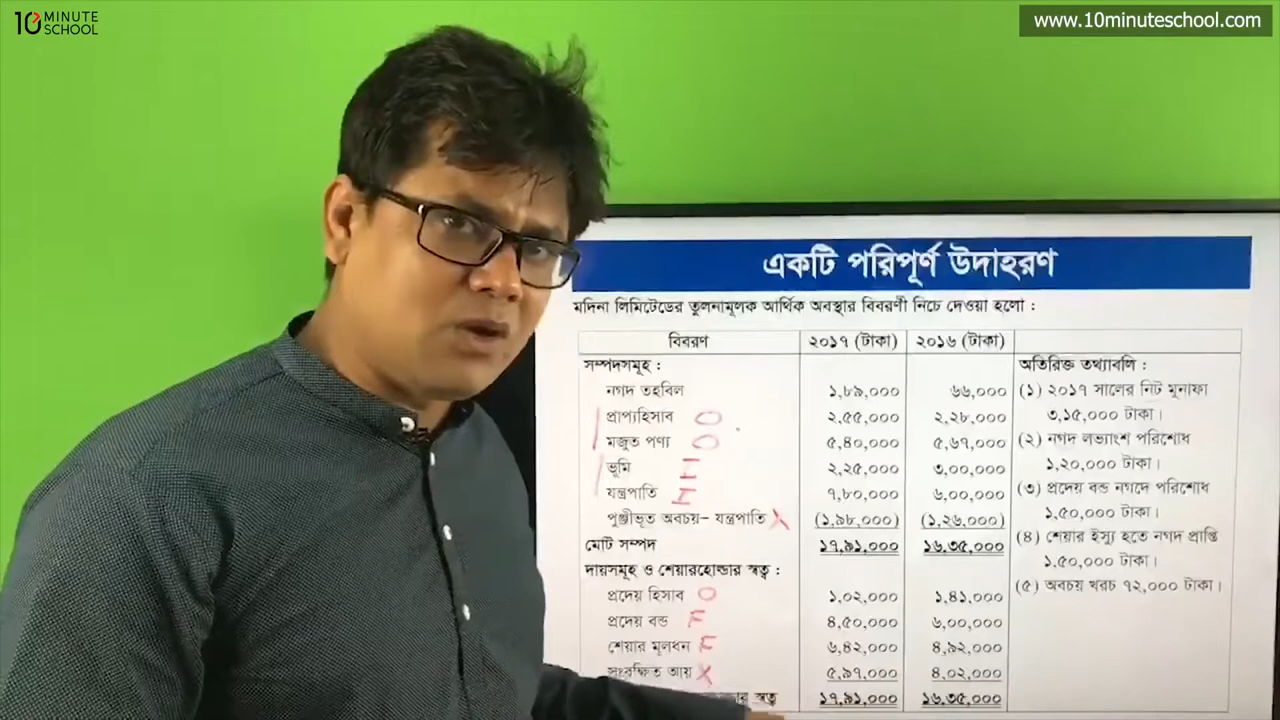 10 MINUTE SCHOOL
www.10minuteschool.com
একটি পরিপূর্ণ উদাহরণ
মদিনা লিমিটেডের তুলনামূলক আর্থিক অবস্থার বিবরণী নিচে দেওয়া হলো :
বিবরণ ২০১৭ (টাকা) ২০১৬ (টাকা)
সম্পদসমূহ :
নগদ তহবিল ১,৮৯,০০০ ৬৬,০০০
প্রাপ্যহিসাব O ২,৫৫,০০০ ২,২৮,০০০
মজুত পণ্য O ৫,৪০,০০০ ৫,৬৭,০০০
ভূমি ২,২৫,০০০ ৩,০০,০০০
যন্ত্রপাতি ৭,৮০,০০০ ৬,০০,০০০
পুঞ্জীভূত অবচয়– যন্ত্রপাতি X (১,৯৮,০০০) (১,২৬,০০০)
মোট সম্পদ ১৭,৯১,০০০ ১৬,৩৫,০০০
দায়সমূহ ও শেয়ারহোল্ডার স্বত্ব :
প্রদেয় হিসাব O ১,০২,০০০ ১,৪১,০০০
প্রদেয় বন্ড F ৪,৫০,০০০ ৬,০০,০০০
শেয়ার মূলধন F ৬,৪২,০০০ ৪,৯২,০০০
সংরক্ষিত আয় X ৫,৯৭,০০০ ৪,০২,০০০
স্বত্ব ১৭,৯১,০০০ ১৬,৩৫,০০০
অতিরিক্ত তথ্যাবলি :
(১) ২০১৭ সালের নিট মুনাফা
৩,১৫,০০০ টাকা।
(২) নগদ লভ্যাংশ পরিশোধ
১,২০,০০০ টাকা।
(৩) প্রদেয় বন্ড নগদে পরিশোধ
১,৫০,০০০ টাকা।
(৪) শেয়ার ইস্যু হতে নগদ প্রাপ্তি
১.৫০,০০০ টাকা।
(৫) অবচয় খরচ ৭২,০০০ টাকা।